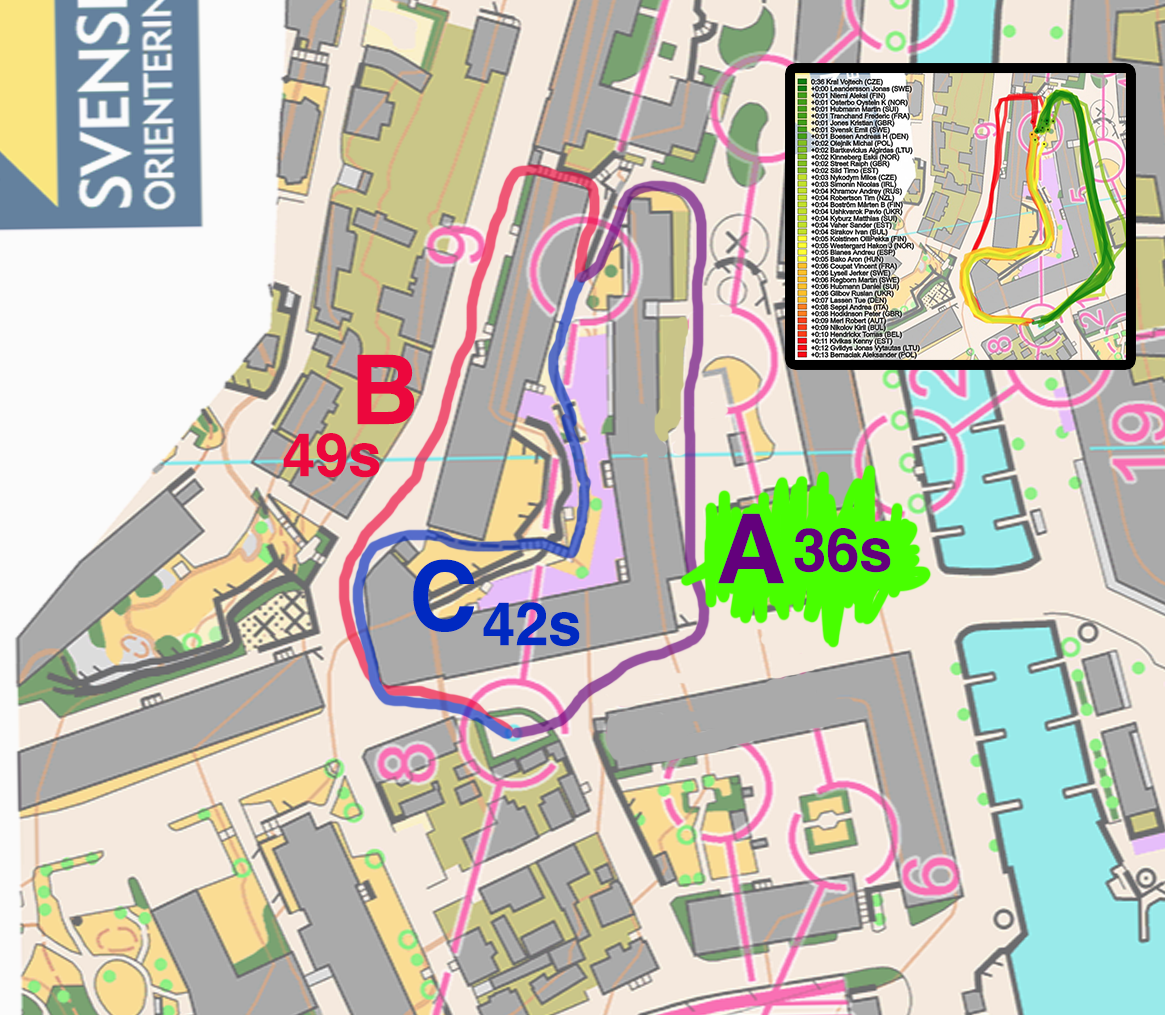 SVENSK
ORIENTERIN
9
B
49s
C
42s
A
36s
8
6
19
2
0:36 Kral Vojtech (CZE)
+0:00 Leandersson Jonas (SWE)
+0:01 Niemi Aleksi (FIN)
+0:01 Osterbo Oystein K (NOR)
+0:01 Hubmann Martin (SUI)
+0:01 Tranchand Frederic (FRA)
+0:01 Jones Kristian (GBR)
+0:01 Svensk Emil (SWE)
+0:01 Boesen Andreas H (DEN)
+0:02 Olejnik Michal (POL)
+0:02 Bartkevicius Algirdas (LTU)
+0:02 Kinneberg Eskil (NOR)
+0:02 Street Ralph (GBR)
+0:02 Sild Timo (EST)
+0:03 Nykodym Milos (CZE)
+0:03 Simonin Nicolas (IRL)
+0:04 Khramov Andrey (RUS)
+0:04 Robertson Tim (NZL)
+0:04 Boström Mårten B (FIN)
+0:04 Ushkvarok Pavlo (UKR)
+0:04 Kyburz Matthias (SUI)
+0:04 Vaher Sander (EST)
+0:04 Sirakov Ivan (BUL)
+0:05 Kolstinen OlliPekka (FIN)
+0:05 Westergard Hakon J (NOR)
+0:05 Blanes Andreu (ESP)
+0:05 Bako Aron (HUN)
+0:06 Coupat Vincent (FRA)
+0:06 Lysell Jerker (SWE)
+0:06 Regborn Martin (SWE)
+0:06 Hubmann Daniel (SUI)
+0:06 Glibov Ruslan (UKR)
+0:07 Lassen Tue (DEN)
+0:08 Seppi Andrea (ITA)
+0:08 Hodkinson Peter (GBR)
+0:09 Merl Robert (AUT)
+0:09 Nikolov Kiril (BUL)
+0:10 Hendrickx Tomas (BEL)
+0:11 Kivikas Kenny (EST)
+0:12 Gvildys Jonas Vytautas (LTU)
+0:13 Bernaciak Aleksander (POL)
9
5
8
2